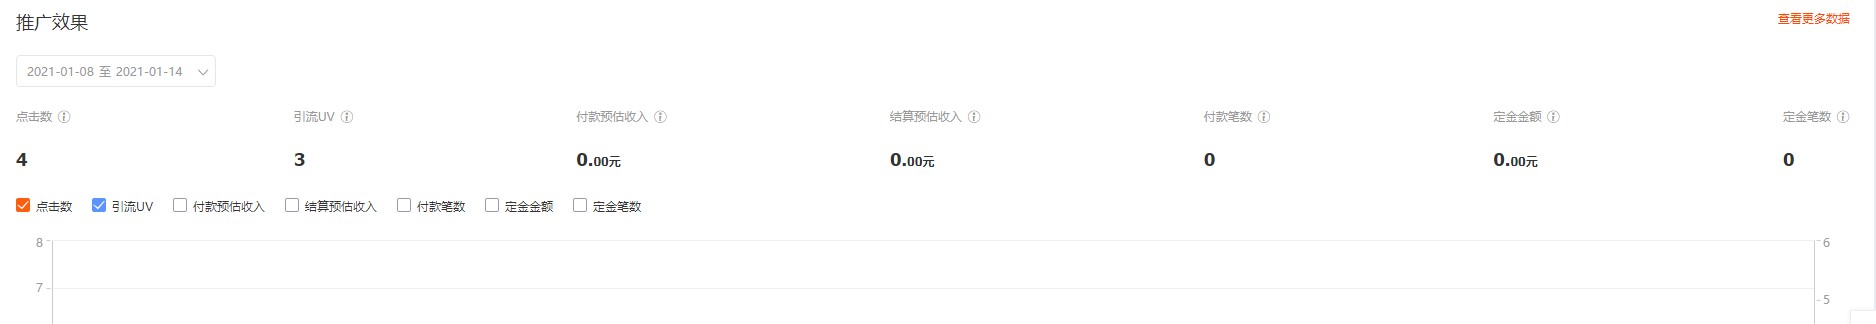 推广效果 查看更多数据
2021-01-08 至 2021-01-14
点击数 引流UV 付款预估收入 结算预估收入 付款笔数 定金金额 定金笔数
4 3 0.00元 0.00元 0 0.00元 0
点击数 引流UV 付款预估收入 结算预估收入 付款笔数 定金金额 定金笔数
8 6
7
5